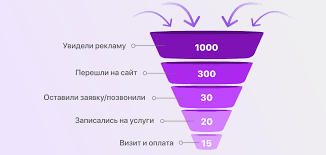 Увидели рекламу 1000
Перешли на сайт 300
Оставили заявку/позвонили 30
Записались на услуги 20
Визит и оплата 15